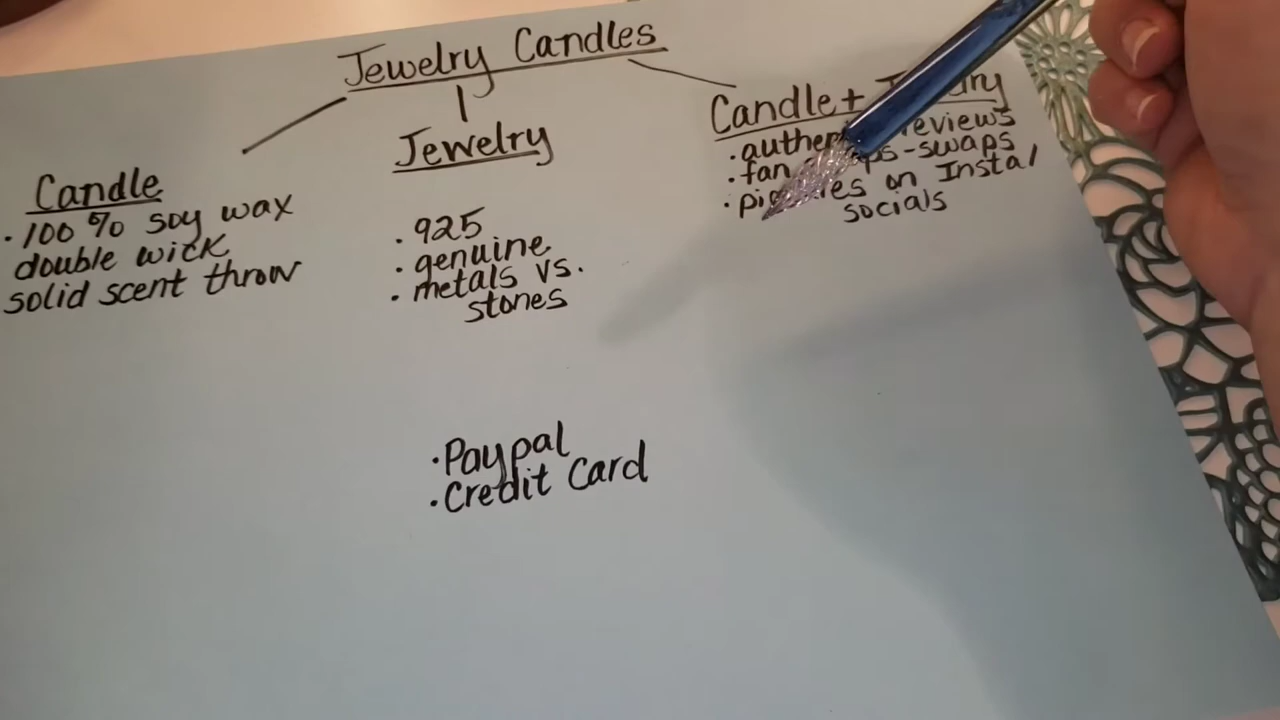 Jewelry Candles
Candle
· 100 % soy wax
double wick
solid scent throw
Jewelry
· 925
· genuine
· metals vs.
stones
Candle +
reviews
· fan -swaps
· on Insta/
socials
· Paypal
· Credit Card